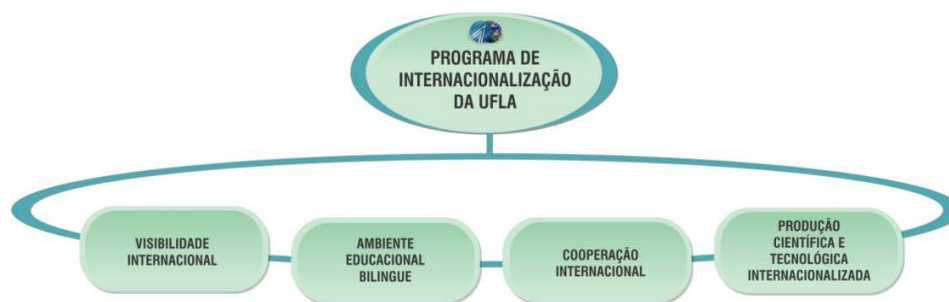 PROGRAMA DE
INTERNACIONALIZAÇÃO
DA UFLA
VISIBILIDADE
INTERNACIONAL
AMBIENTE
EDUCACIONAL
BILINGUE
COOPERAÇÃO
INTERNACIONAL
PRODUÇÃO
CIENTÍFICA E
TECNOLÓGICA
INTERNACIONALIZADA